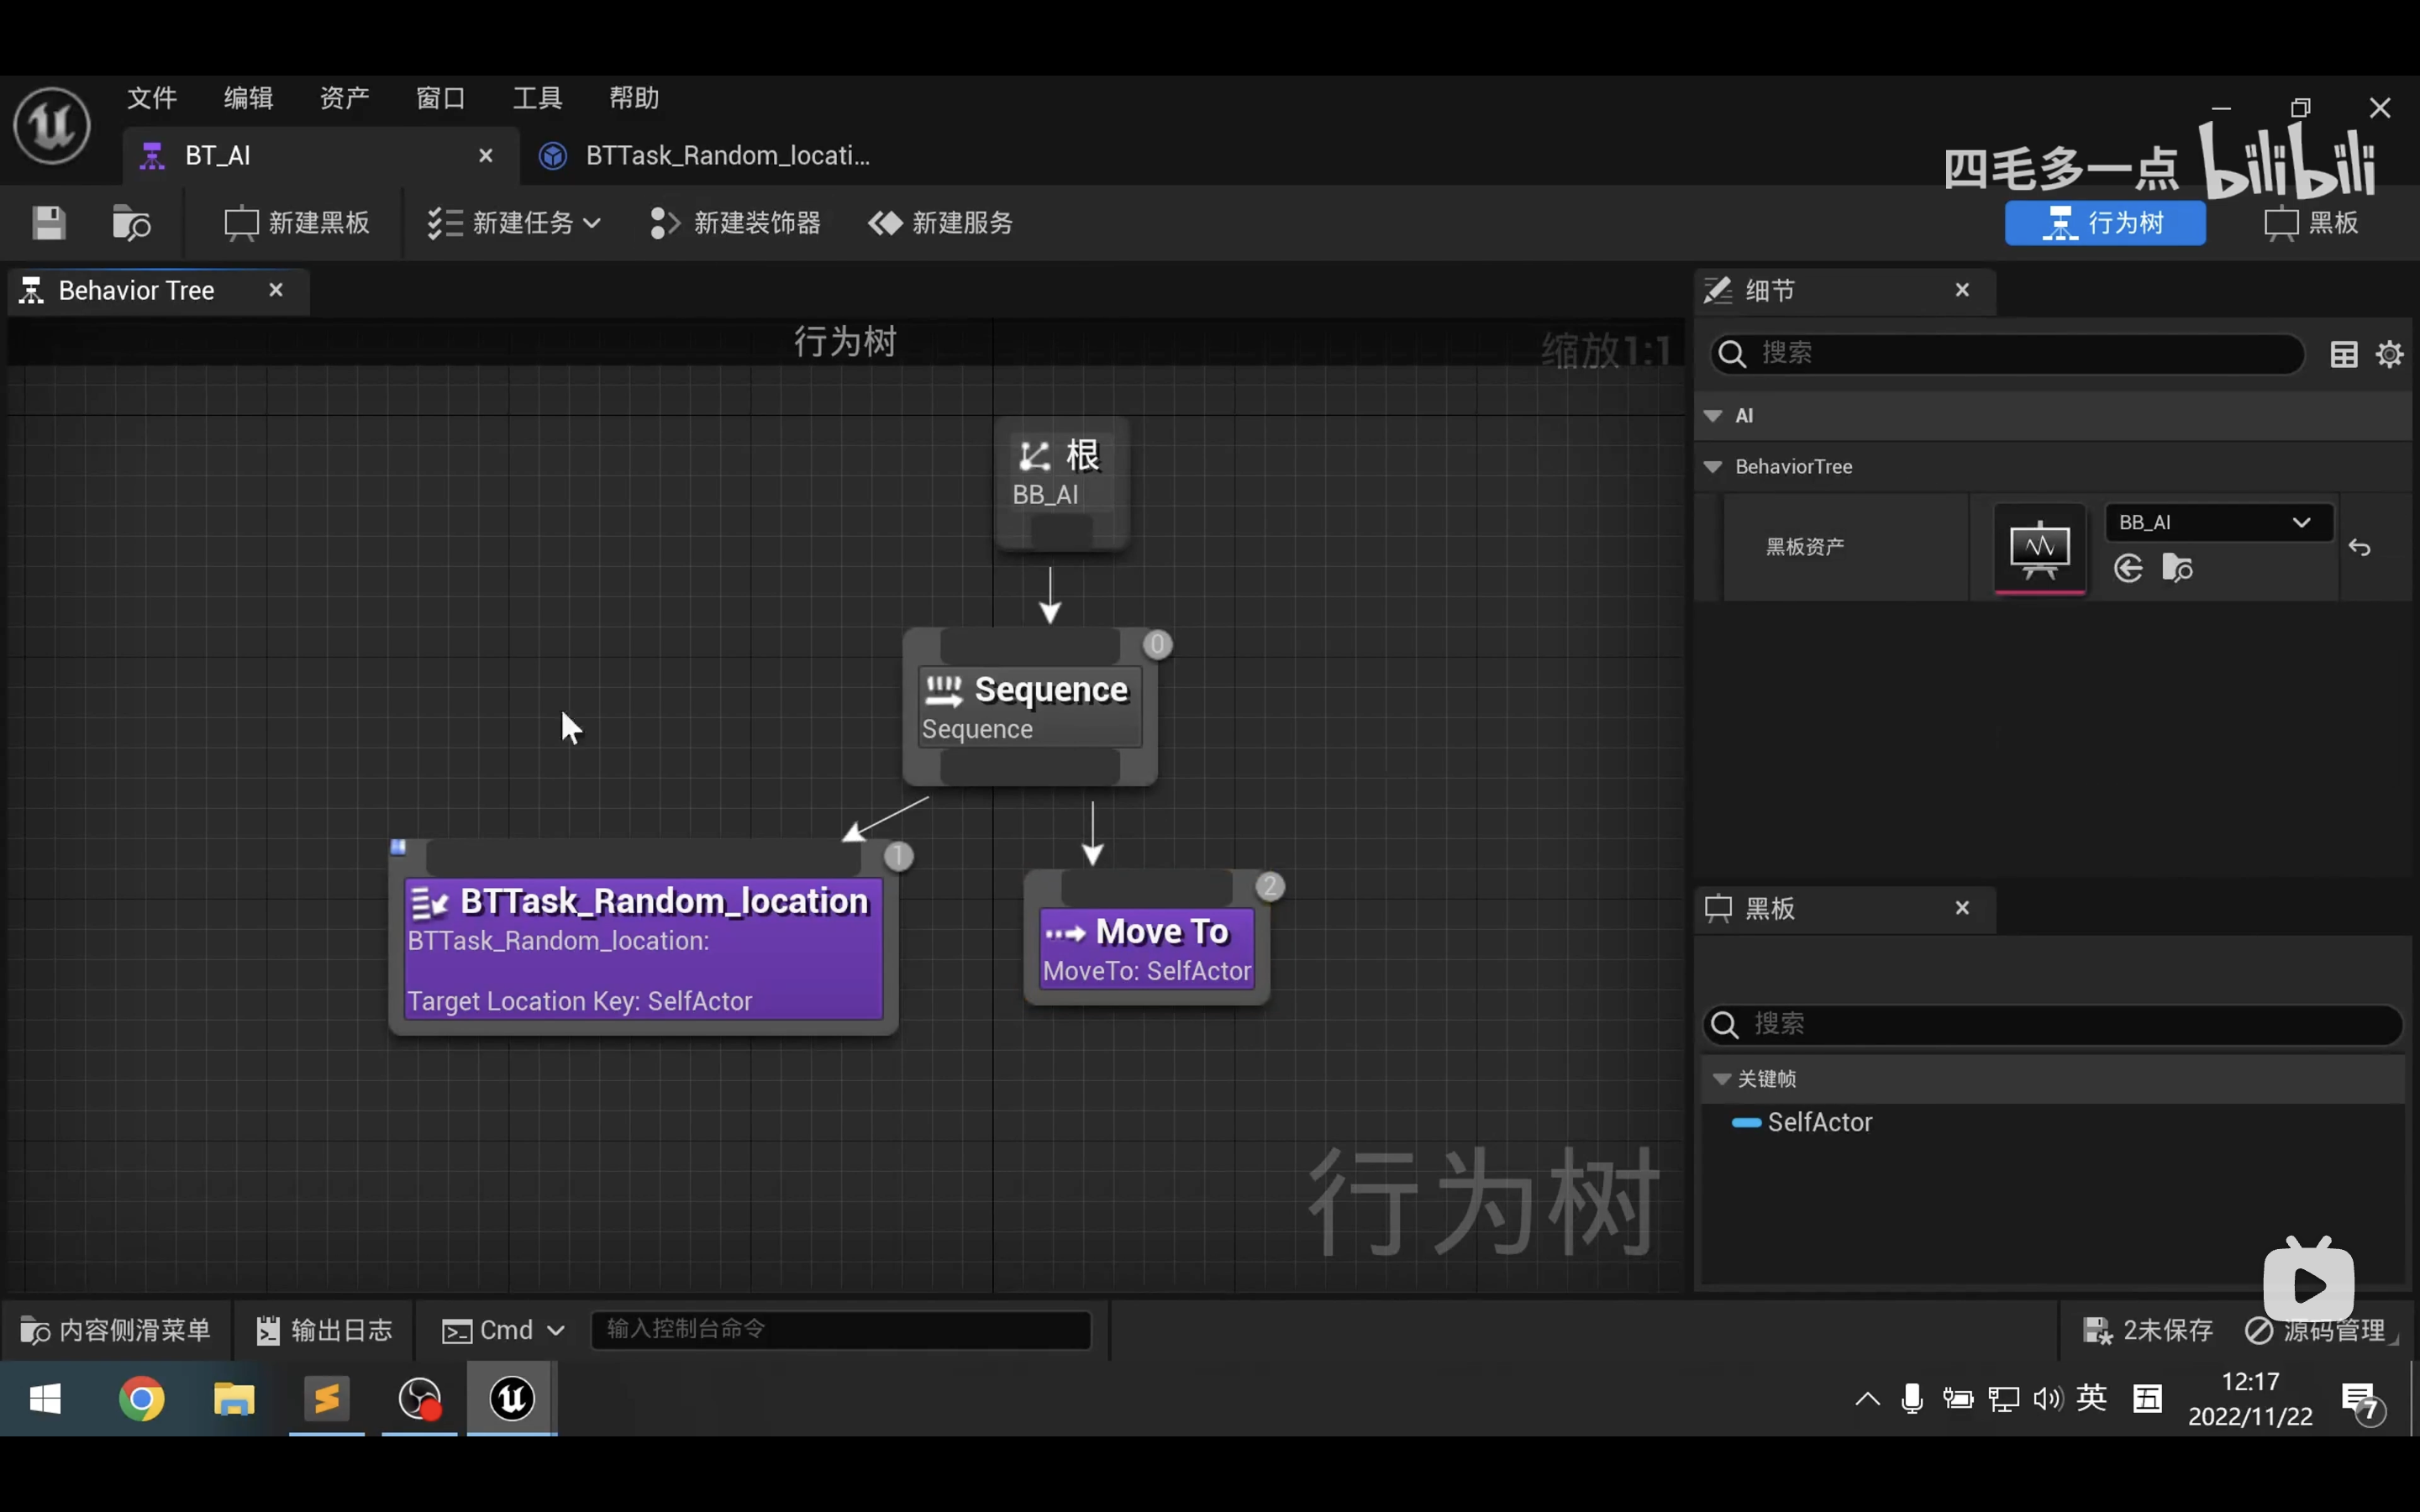 文件 编辑 资产 窗口 工具 帮助
BT_AI
BTTask_Random_locati...
四毛多一点 bilibili
新建黑板 新建任务 新建装饰器 新建服务
行为树 黑板
Behavior Tree
细节
行为树
缩放1:1
搜索
AI
BehaviorTree
黑板资产
BB_AI
根
BB_AI
0
Sequence
Sequence
1
BTTask_Random_location
BTTask_Random_location:
Target Location Key: SelfActor
2
Move To
MoveTo: SelfActor
黑板
搜索
关键帧
SelfActor
行为树
内容侧滑菜单 输出日志 Cmd 输入控制台命令
2未保存 源码管理
英 五
12:17
2022/11/22
7